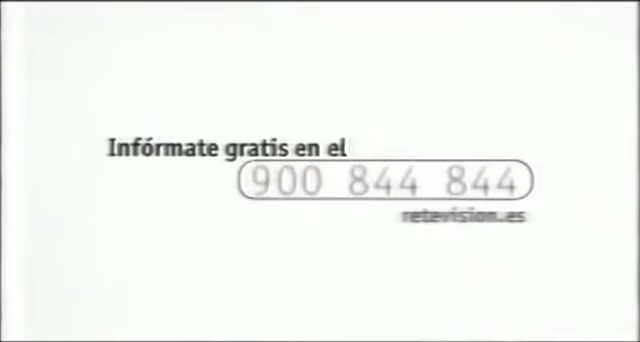 Infórmate gratis en el
900 844 844
retevision.es